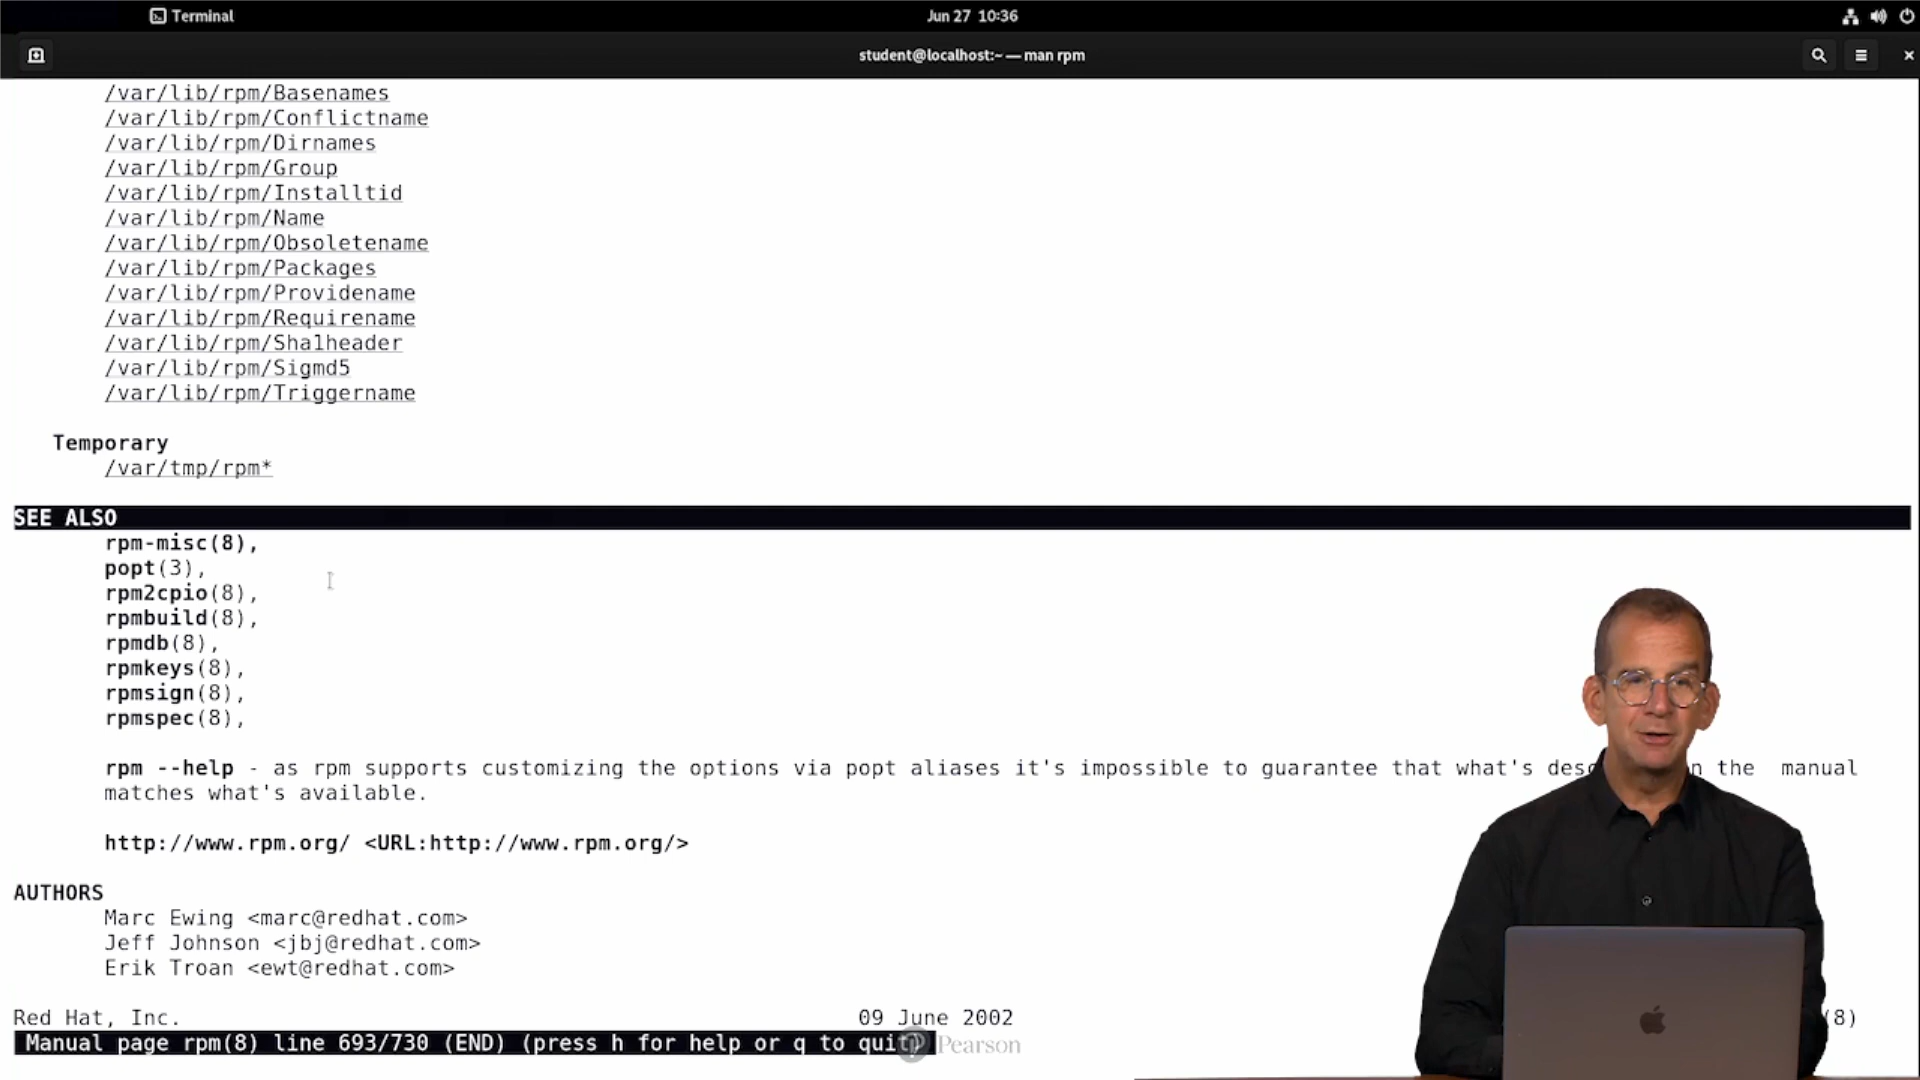 Terminal
Jun 27 10:36
student@localhost:~ — man rpm
/var/lib/rpm/Basenames
/var/lib/rpm/Conflictname
/var/lib/rpm/Dirnames
/var/lib/rpm/Group
/var/lib/rpm/Installtid
/var/lib/rpm/Name
/var/lib/rpm/Obsoletename
/var/lib/rpm/Packages
/var/lib/rpm/Providename
/var/lib/rpm/Requirename
/var/lib/rpm/Sha1header
/var/lib/rpm/Sigmd5
/var/lib/rpm/Triggername
Temporary
/var/tmp/rpm*
SEE ALSO
rpm-misc(8),
popt(3),
rpm2cpio(8),
rpmbuild(8),
rpmdb(8),
rpmkeys(8),
rpmsign(8),
rpmspec(8),
rpm --help - as rpm supports customizing the options via popt aliases it's impossible to guarantee that what's the manual
matches what's available.
http://www.rpm.org/ <URL:http://www.rpm.org/>
AUTHORS
Marc Ewing <marc@redhat.com>
Jeff Johnson <jbj@redhat.com>
Erik Troan <ewt@redhat.com>
Red Hat, Inc. 09 June 2002 (8)
Manual page rpm(8) line 693/730 (END) (press h for help or q to quit)
Pearson